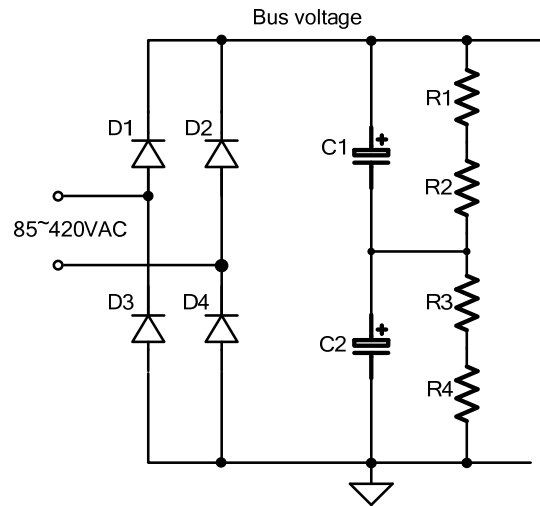 Bus voltage
R1
D1
D2
C1
R2
85~420VAC
D3
D4
R3
C2
R4